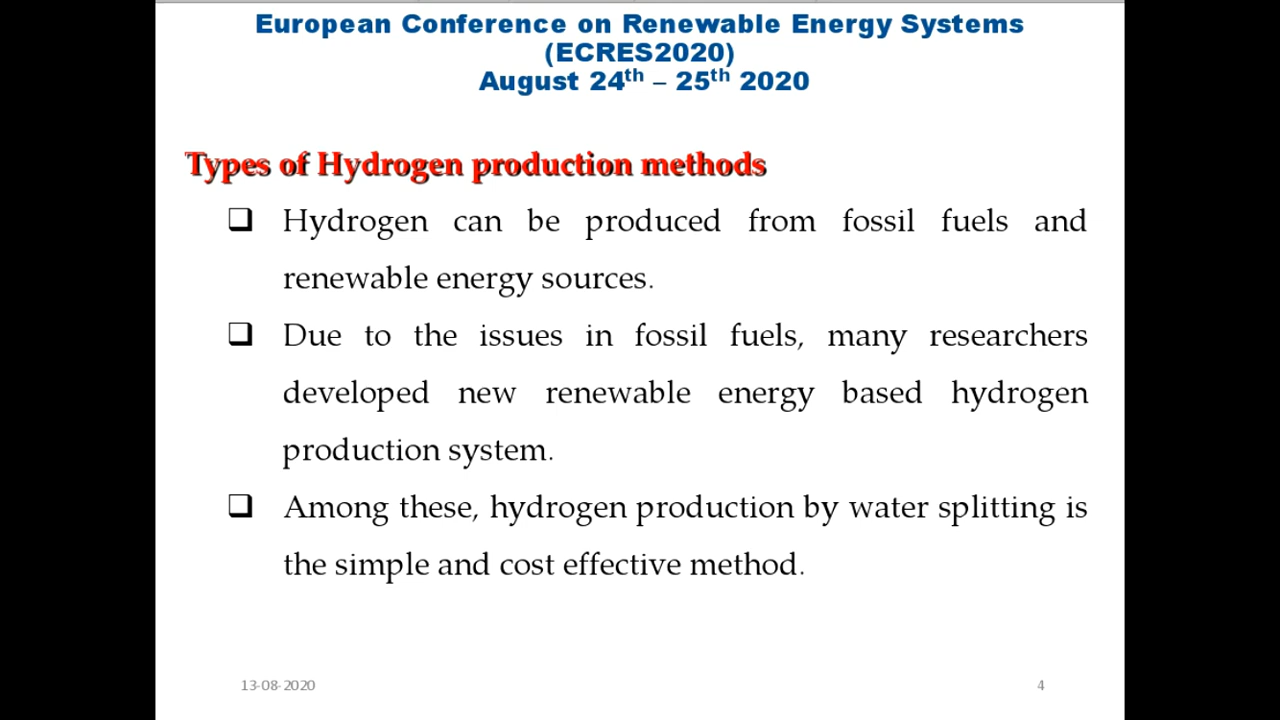 European Conference on Renewable Energy Systems
(ECRES2020)
August 24th – 25th 2020
Types of Hydrogen production methods
❑ Hydrogen can be produced from fossil fuels and
renewable energy sources.
❑ Due to the issues in fossil fuels, many researchers
developed new renewable energy based hydrogen
production system.
❑ Among these, hydrogen production by water splitting is
the simple and cost effective method.
13-08-2020 4